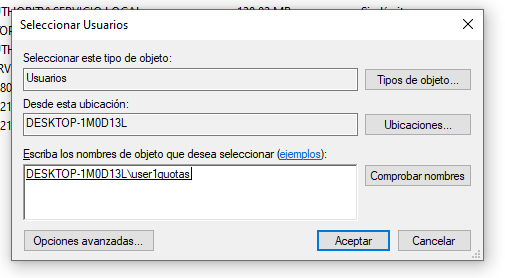 Seleccionar Usuarios
Seleccionar este tipo de objeto:
Usuarios
Tipos de objeto...
Desde esta ubicación:
DESKTOP-1M0D13L
Ubicaciones...
Escriba los nombres de objeto que desea seleccionar (ejemplos):
DESKTOP-1M0D13L\user1quotas
Comprobar nombres
Opciones avanzadas...
Aceptar
Cancelar